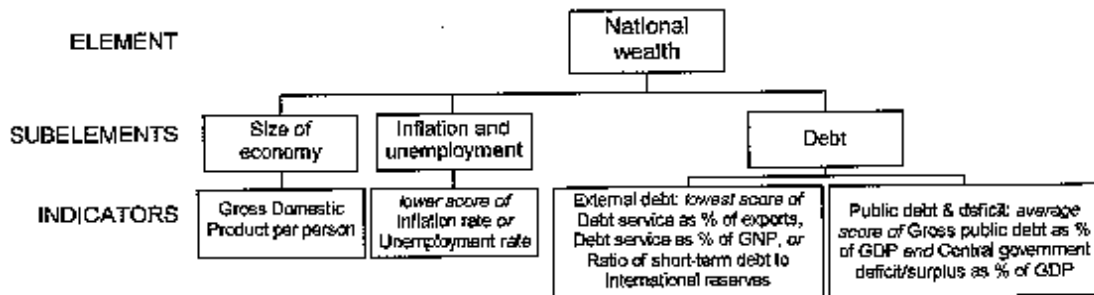 ELEMENT
National
wealth
SUBELEMENTS
Size of
economy
Inflation and
unemployment
Debt
INDICATORS
Gross Domestic
Product per person
lower score of
Inflation rate or
Unemployment rate
External debt: lowest score of
Debt service as % of exports,
Debt service as % of GNP, or
Ratio of short-term debt to
International reserves
Public debt & deficit: average
score of Gross public debt as %
of GDP and Central government
deficit/surplus as % of GDP